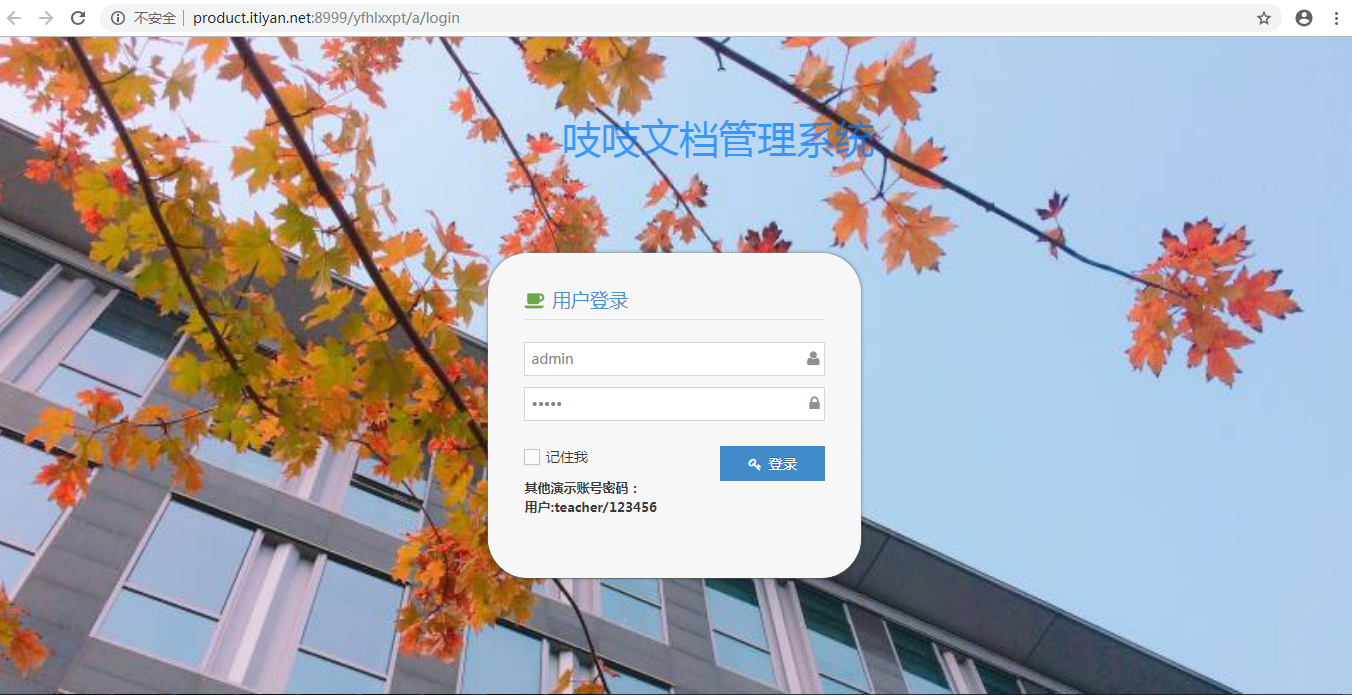 不安全 product.itiyan.net:8999/yfhlxxpt/a/login
吱吱文档管理系统
用户登录
admin
•••••
记住我
登录
其他演示账号密码：
用户:teacher/123456